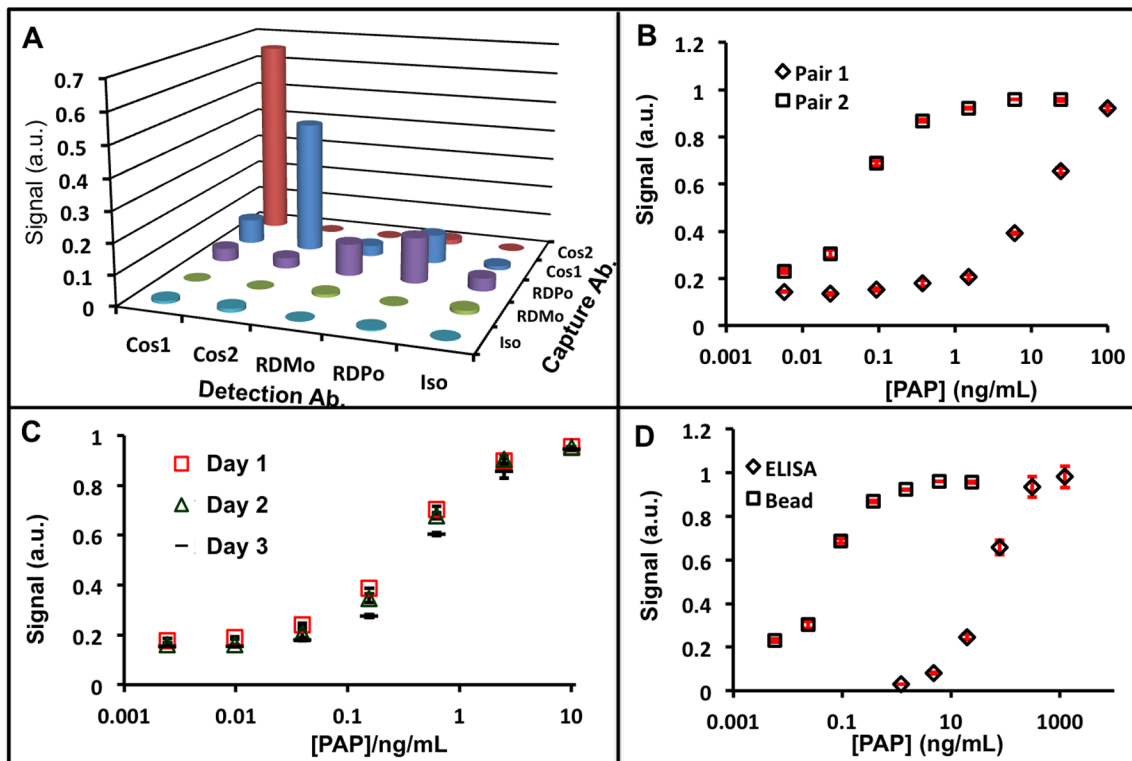 A
Signal (a.u.)
0.7
0.6
0.5
0.4
0.3
0.2
0.1
0
Cos1
Cos2
RDMo
RDPo
Iso
Detection Ab.
Cos2
Cos1
RDPo
RDMo
Iso
Capture Ab.
B
Signal (a.u.)
1.2
1
0.8
0.6
0.4
0.2
0
Pair 1
Pair 2
0.001
0.01
0.1
1
10
100
[PAP] (ng/mL)
C
Signal (a.u.)
1
0.8
0.6
0.4
0.2
0
Day 1
Day 2
Day 3
0.001
0.01
0.1
1
10
[PAP]/ng/mL
D
Signal (a.u.)
1.2
1
0.8
0.6
0.4
0.2
0
ELISA
Bead
0.001
0.1
10
1000
[PAP] (ng/mL)